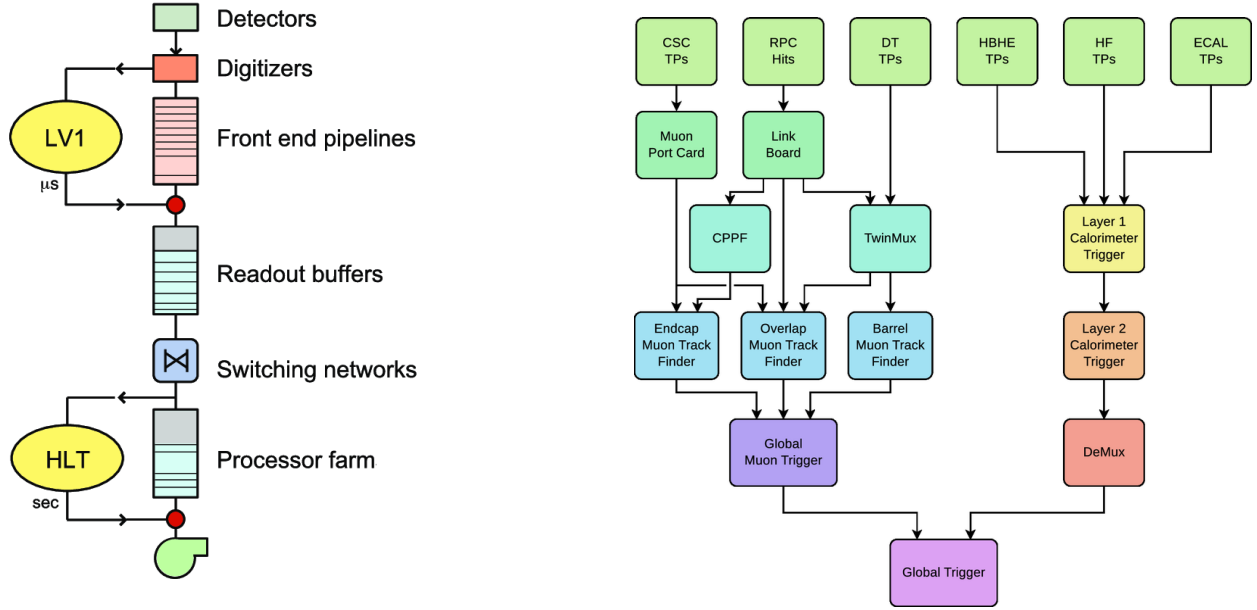 Detectors
Digitizers
LV1
Front end pipelines
μs
Readout buffers
Switching networks
HLT
Processor farm
sec
CSC
TPs
RPC
Hits
DT
TPs
HBHE
TPs
HF
TPs
ECAL
TPs
Muon
Port Card
Link
Board
CPPF
TwinMux
Layer 1
Calorimeter
Trigger
Endcap
Muon Track
Finder
Overlap
Muon Track
Finder
Barrel
Muon Track
Finder
Layer 2
Calorimeter
Trigger
Global
Muon Trigger
DeMux
Global Trigger